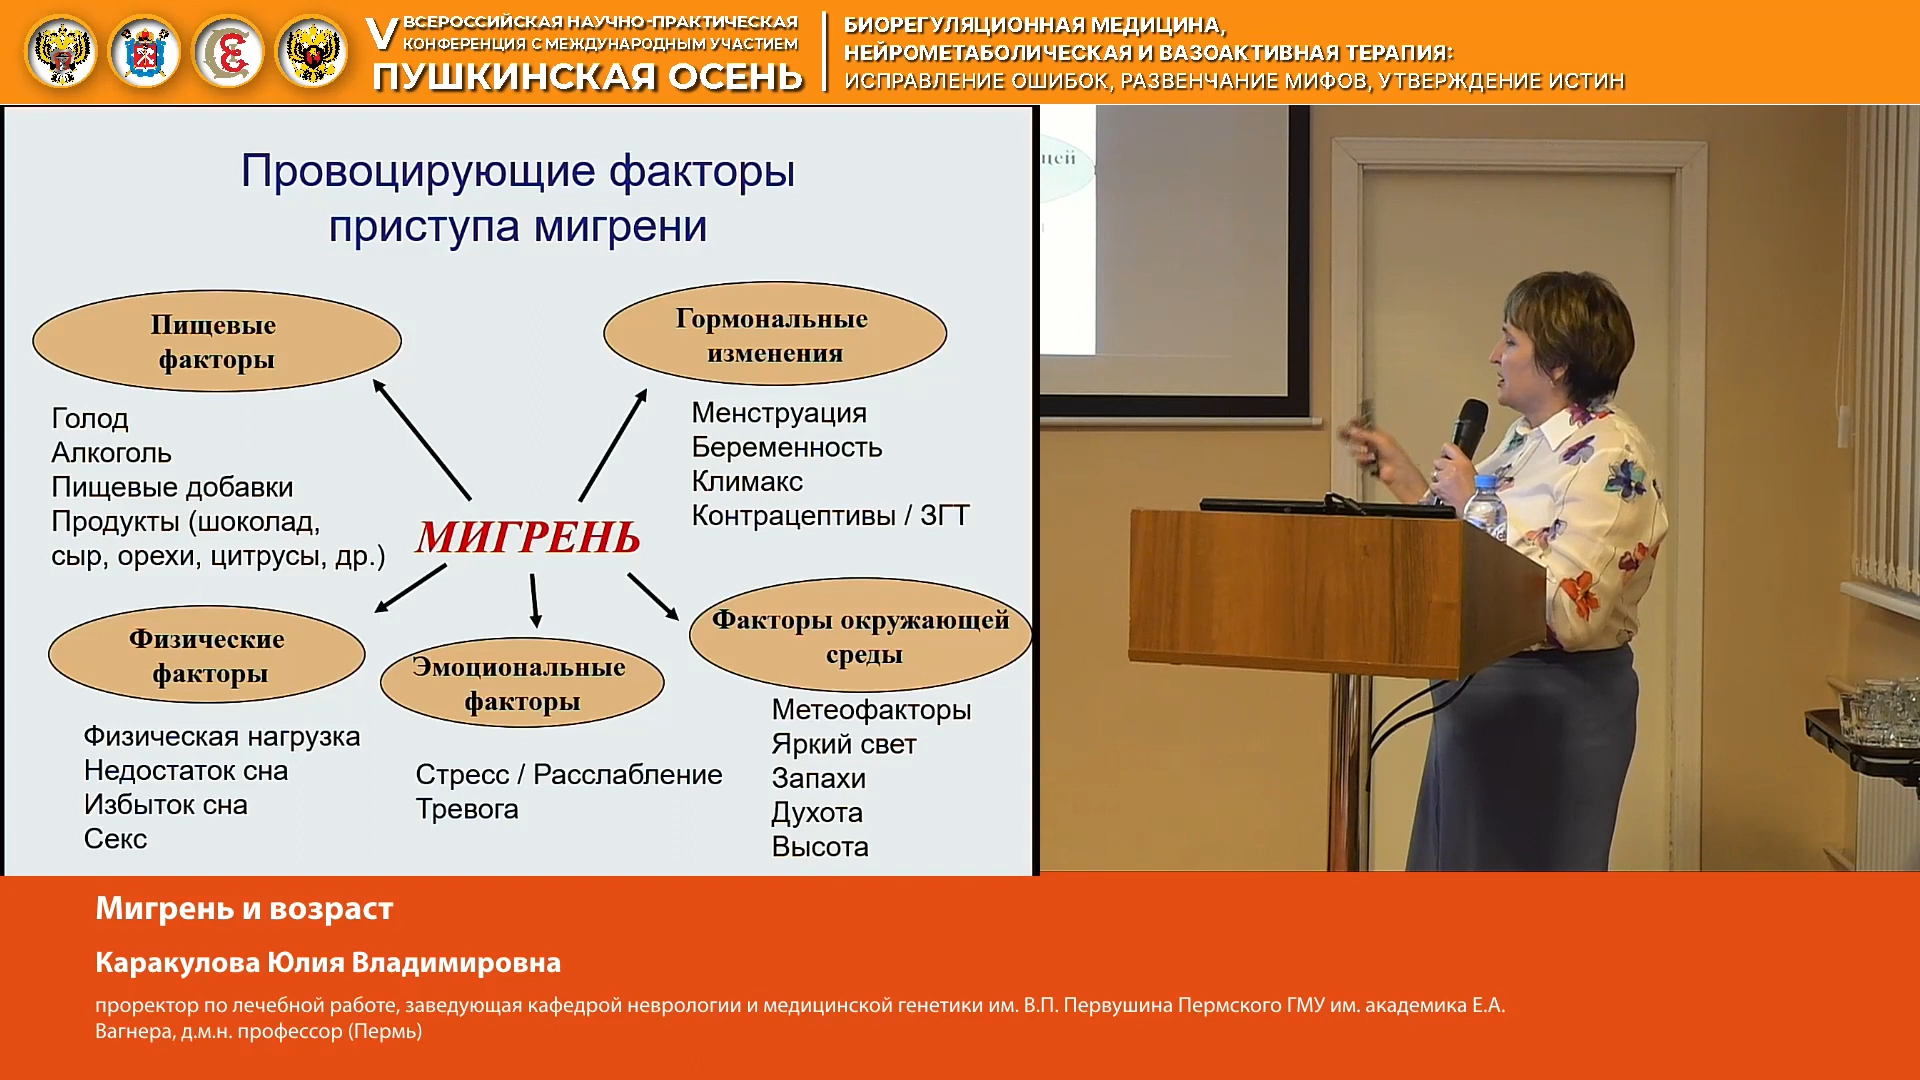 V ВСЕРОССИЙСКАЯ НАУЧНО-ПРАКТИЧЕСКАЯ
КОНФЕРЕНЦИЯ С МЕЖДУНАРОДНЫМ УЧАСТИЕМ
ПУШКИНСКАЯ ОСЕНЬ
БИОРЕГУЛЯЦИОННАЯ МЕДИЦИНА,
НЕЙРОМЕТАБОЛИЧЕСКАЯ И ВАЗОАКТИВНАЯ ТЕРАПИЯ:
ИСПРАВЛЕНИЕ ОШИБОК, РАЗВЕНЧАНИЕ МИФОВ, УТВЕРЖДЕНИЕ ИСТИН
Провоцирующие факторы
приступа мигрени
Пищевые
факторы
Голод
Алкоголь
Пищевые добавки
Продукты (шоколад,
сыр, орехи, цитрусы, др.)
Гормональные
изменения
Менструация
Беременность
Климакс
Контрацептивы / ЗГТ
МИГРЕНЬ
Физические
факторы
Физическая нагрузка
Недостаток сна
Избыток сна
Секс
Эмоциональные
факторы
Стресс / Расслабление
Тревога
Факторы окружающей
среды
Метеофакторы
Яркий свет
Запахи
Духота
Высота
щей
Мигрень и возраст
Каракулова Юлия Владимировна
проректор по лечебной работе, заведующая кафедрой неврологии и медицинской генетики им. В.П. Первушина Пермского ГМУ им. академика Е.А.
Вагнера, д.м.н. профессор (Пермь)